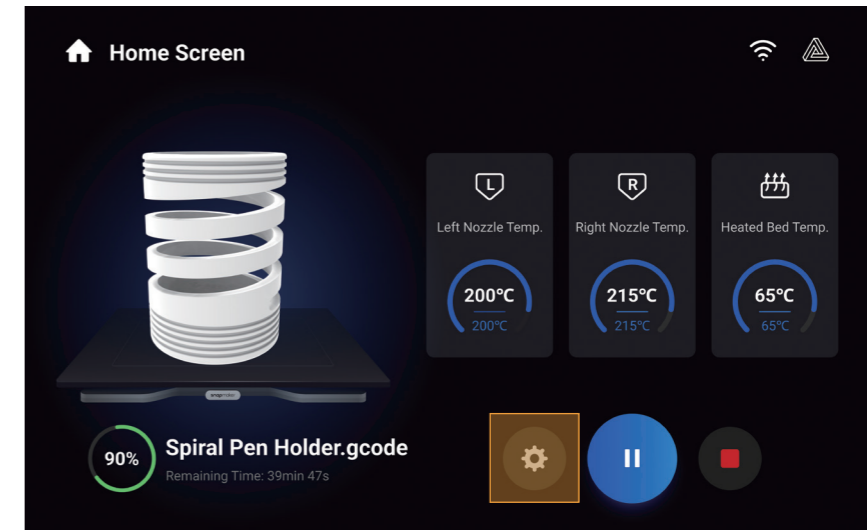 Home Screen
L
R
Left Nozzle Temp.
Right Nozzle Temp.
Heated Bed Temp.
200°C
200°C
215°C
215°C
65°C
65°C
snapmaker
90%
Spiral Pen Holder.gcode
Remaining Time: 39min 47s